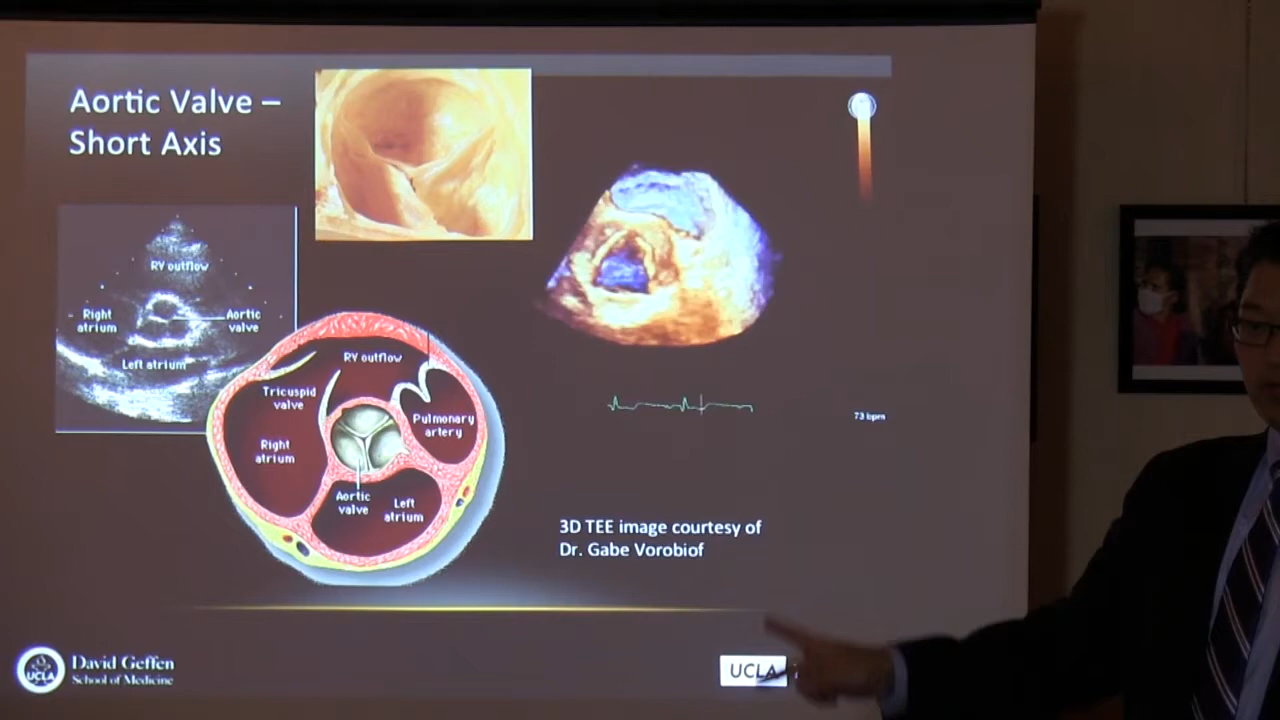 Aortic Valve –
Short Axis
RV outflow
Right
atrium
Aortic
valve
Left atrium
RV outflow
Tricuspid
valve
Pulmonary
artery
Right
atrium
Aortic
valve
Left
atrium
73 bpm
3D TEE image courtesy of
Dr. Gabe Vorobiof
UCLA
David Geffen
School of Medicine
UCLA